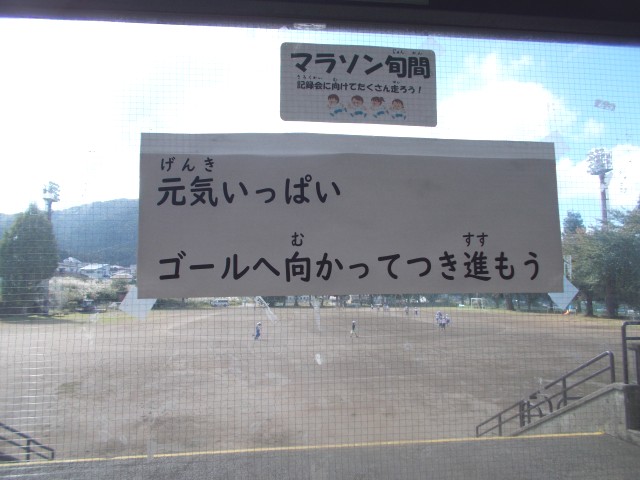 マラソン旬間
記録会に向けてたくさん走ろう！
元気いっぱい
ゴールへ向かってつき進もう